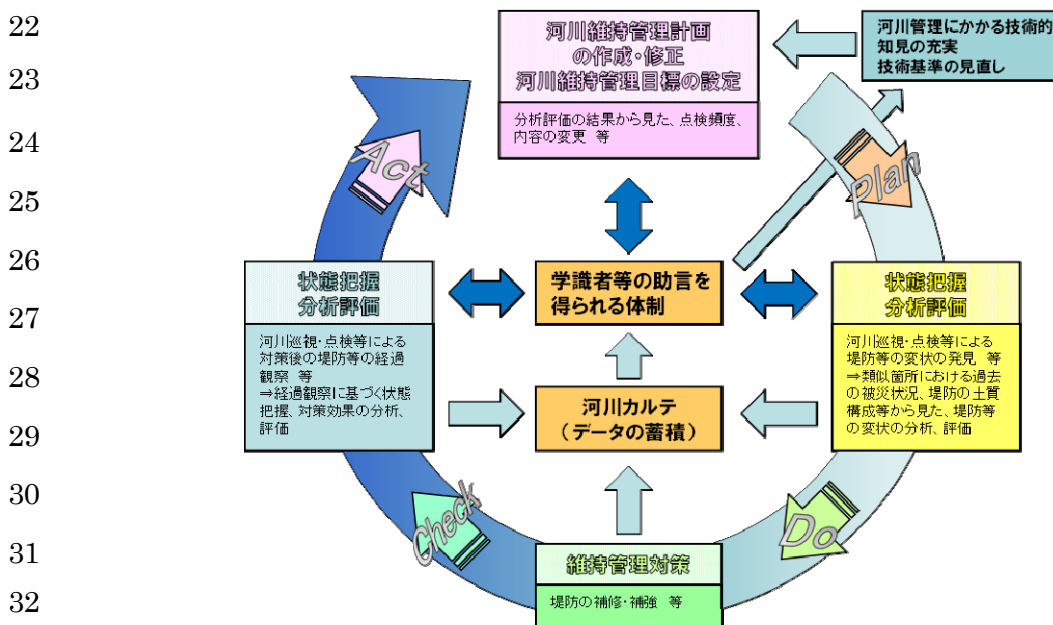 22
23
24
25
26
27
28
29
30
31
32
河川維持管理計画
の作成・修正
河川維持管理目標の設定
分析評価の結果から見た、点検頻度、
内容の変更 等
河川管理にかかる技術的
知見の充実
技術基準の見直し
Act
Plan
状態把握
分析評価
河川巡視・点検等による
対策後の堤防等の経過
観察 等
⇒経過観察に基づく状態
把握、対策効果の分析、
評価
学識者等の助言を
得られる体制
状態把握
分析評価
河川巡視・点検等による
堤防等の変状の発見 等
⇒類似箇所における過去
の被災状況、堤防の土質
構成等から見た、堤防等
の変状の分析、評価
河川カルテ
（データの蓄積）
Check
Do
維持管理対策
堤防の補修・補強 等